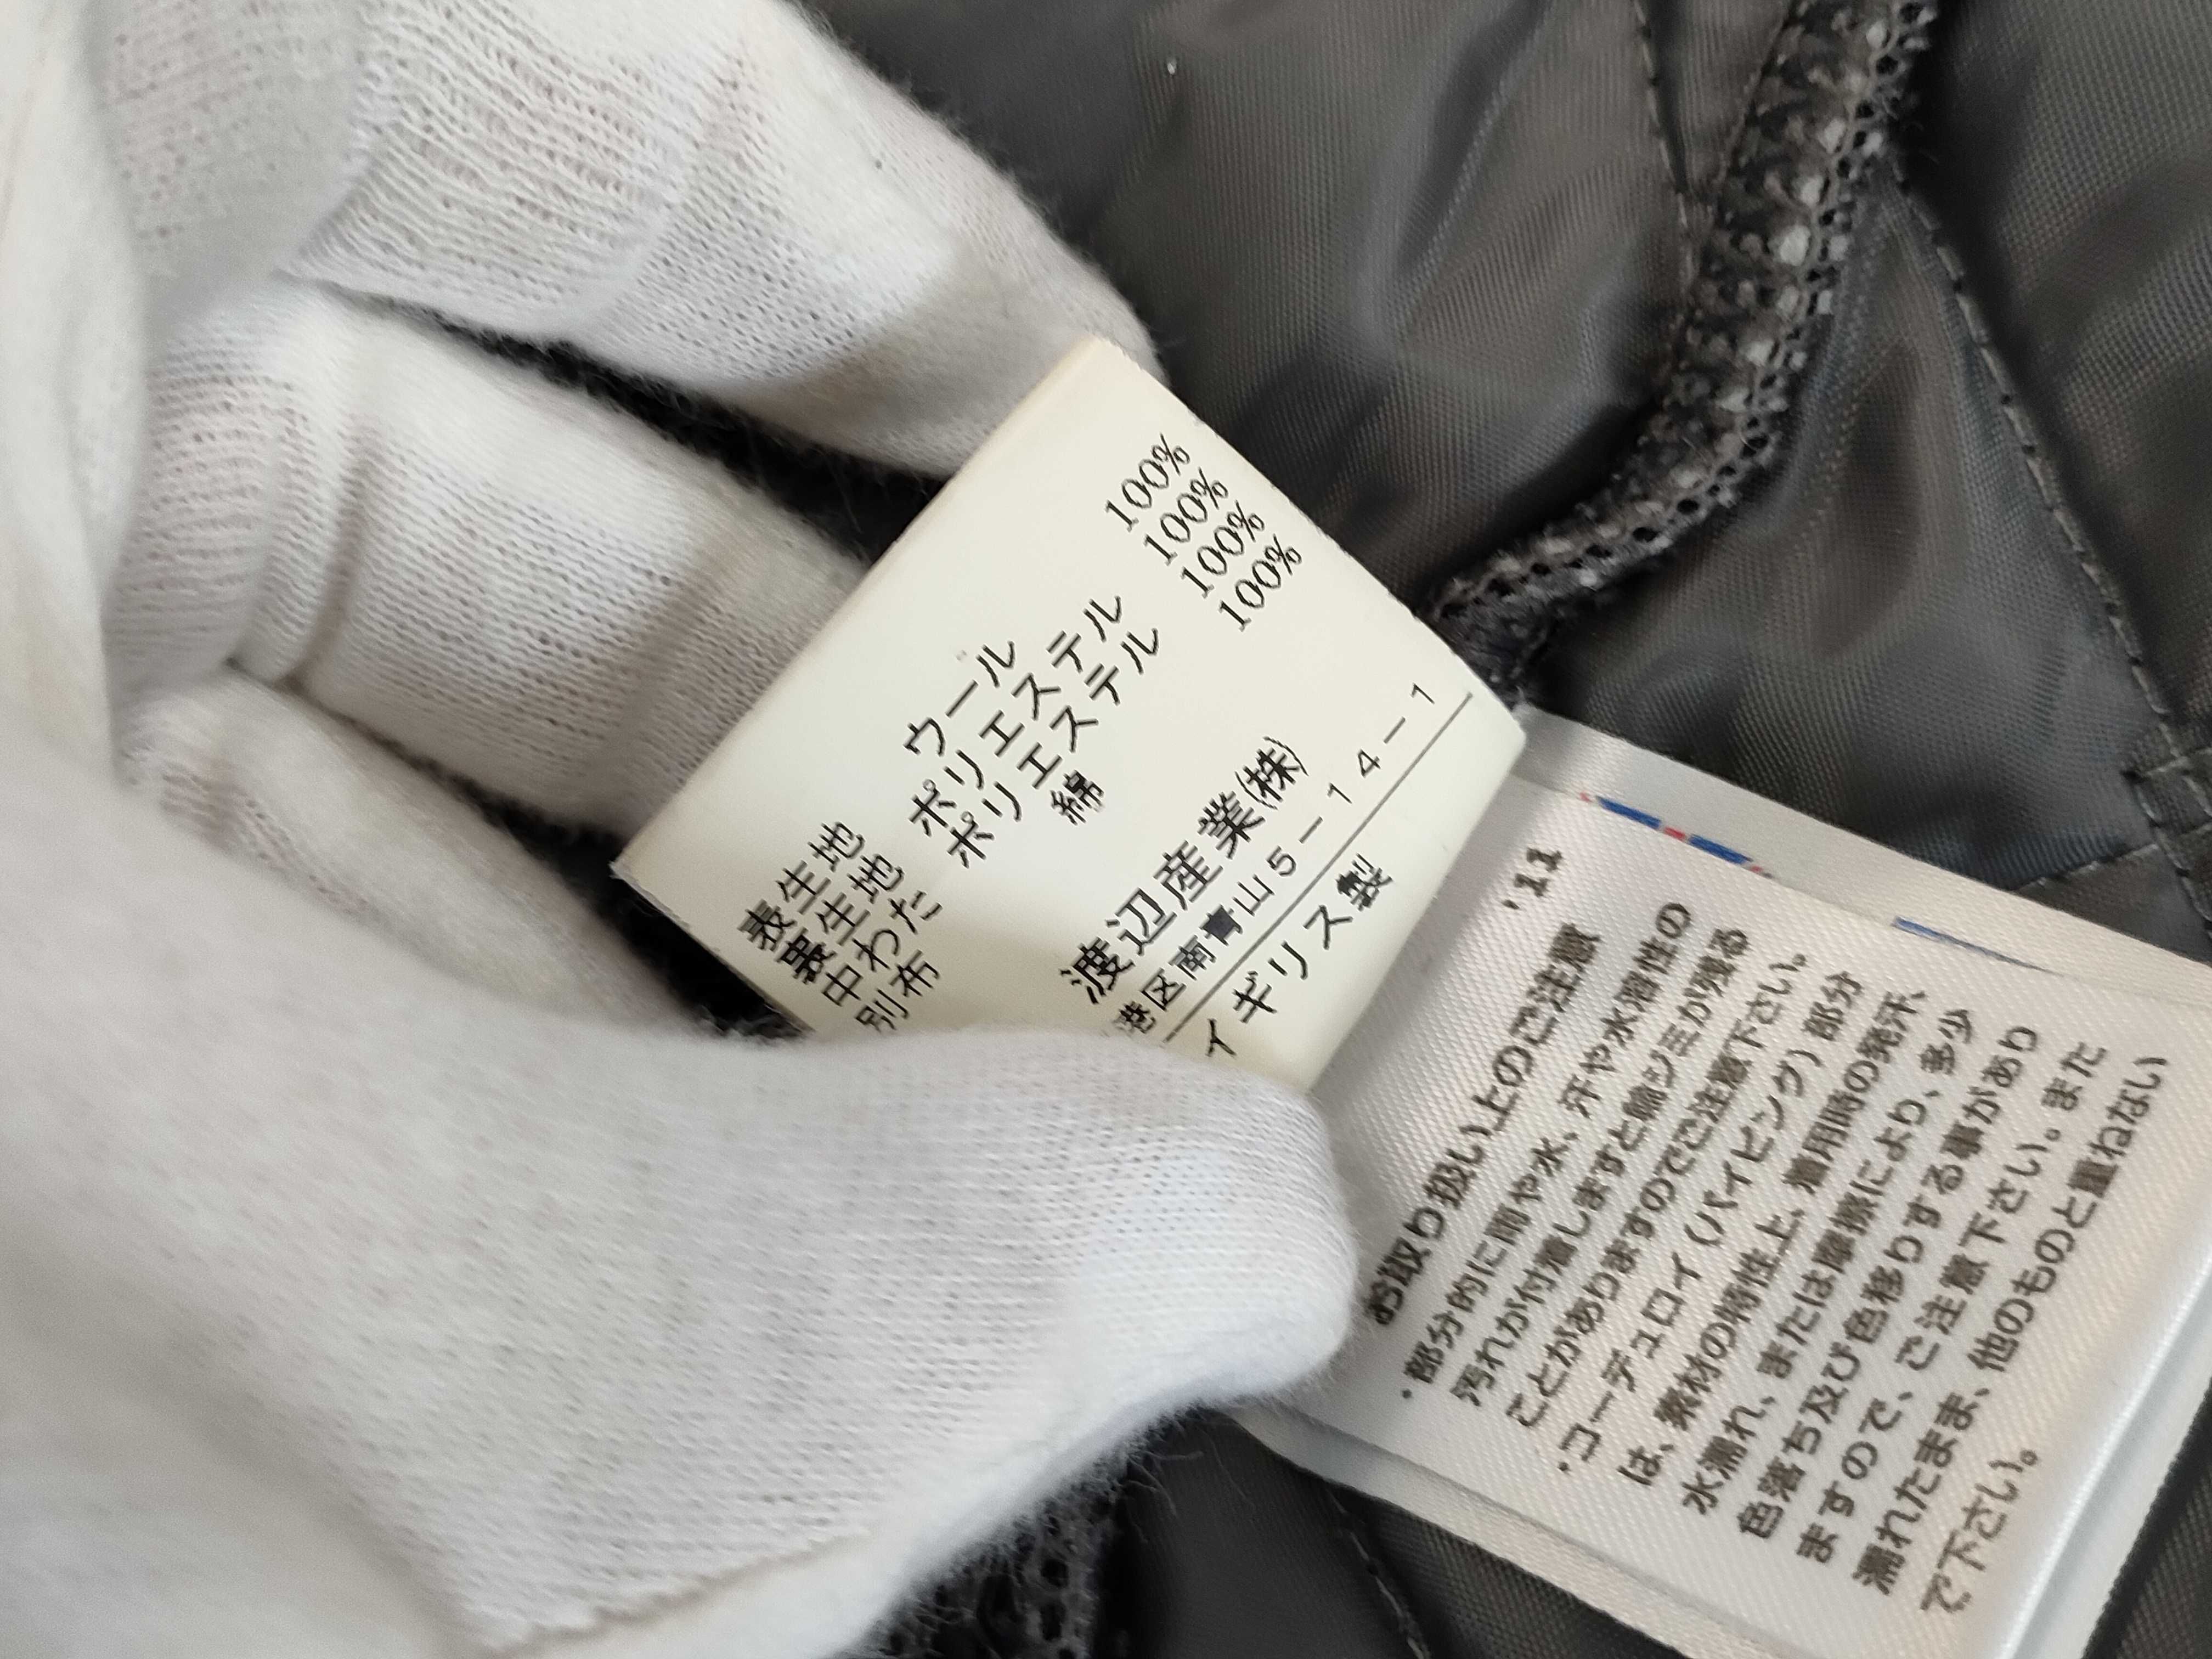 表生地 ウール 100%
裏生地 ポリエステル 100%
中わた ポリエステル 100%
別布 綿 100%
渡辺産業㈱
港区南青山5-14-1
イギリス製
'11
お取り扱い上のご注意
・部分的に雨や水、汗や水溶性の
汚れが付着しますと輪ジミが残る
ことがありますのでご注意下さい。
・コーデュロイ(パイピング)部分
は、素材の特性上、着用時の発汗、
水濡れ、または摩擦により、多少
色落ち及び色移りする事があり
ますので、ご注意下さい。また
濡れたまま、他のものと重ねない
で下さい。